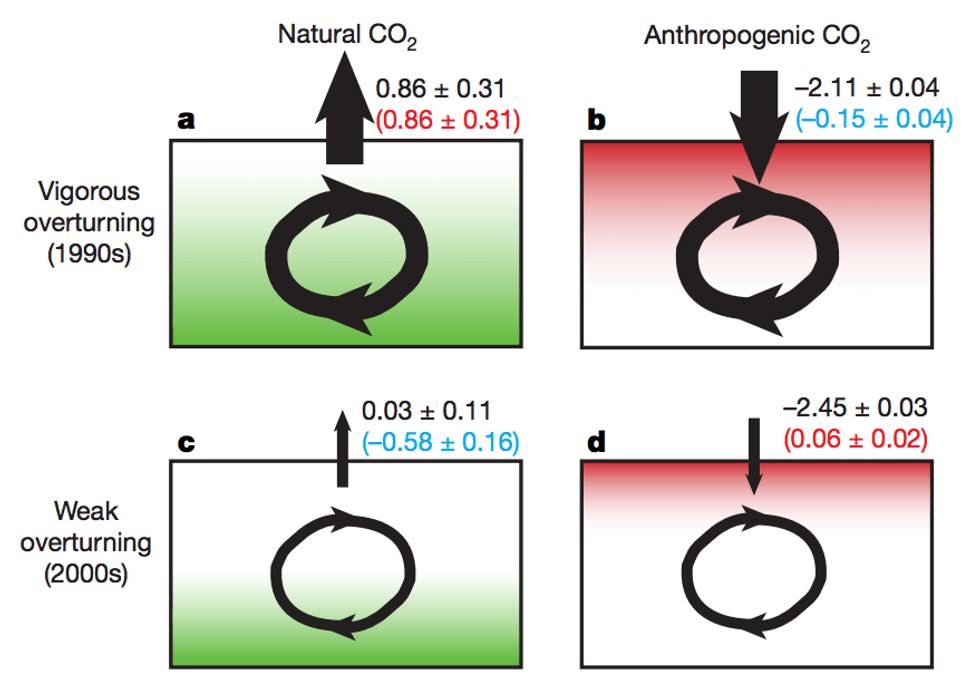 Natural CO₂
Anthropogenic CO₂
0.86 ± 0.31
(0.86 ± 0.31)
−2.11 ± 0.04
(−0.15 ± 0.04)
a
b
Vigorous
overturning
(1990s)
0.03 ± 0.11
(−0.58 ± 0.16)
−2.45 ± 0.03
(0.06 ± 0.02)
c
d
Weak
overturning
(2000s)